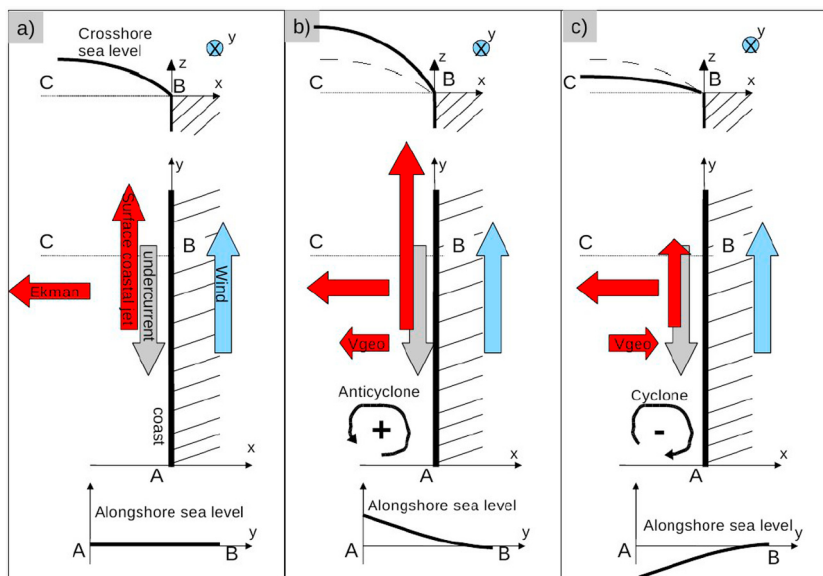 a)
Crosshore
sea level
y
z
C
B
x
y
C
B
Surface coastal jet
undercurrent
Wind
Ekman
coast
x
A
Alongshore sea level
A
y
B
b)
y
z
C
B
x
y
C
B
Vgeo
Anticyclone
+
x
A
Alongshore sea level
A
y
B
c)
y
z
C
B
x
y
C
B
Vgeo
Cyclone
-
x
A
Alongshore sea level
A
y
B